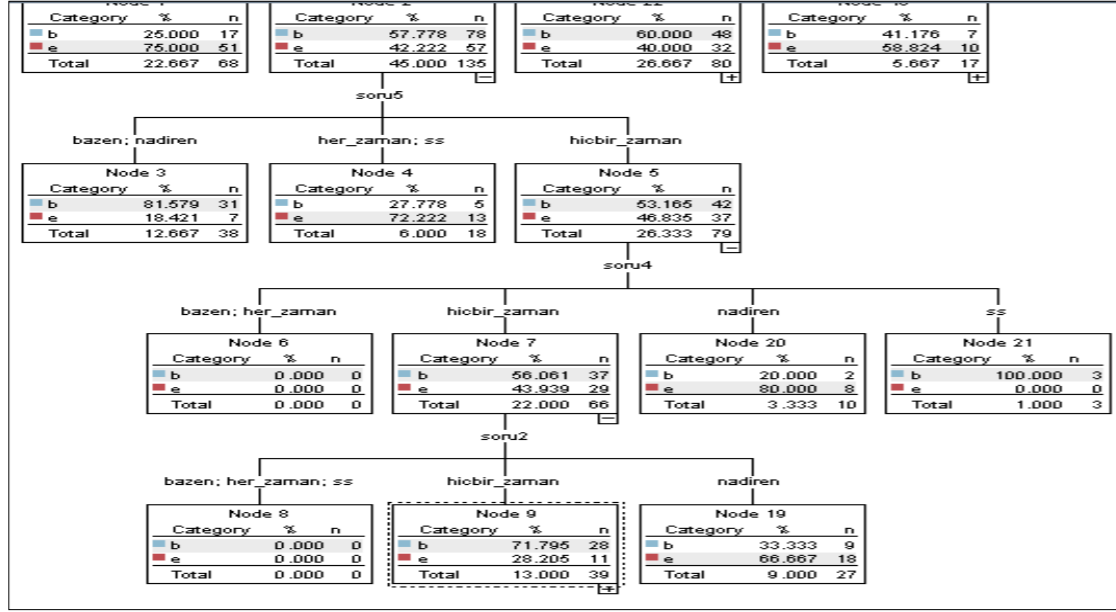 Category % n
b 25.000 17
e 75.000 51
Total 22.667 68
Category % n
b 57.778 78
e 42.222 57
Total 45.000 135
Category % n
b 60.000 48
e 40.000 32
Total 26.667 80
Category % n
b 41.176 7
e 58.824 10
Total 5.667 17
soru5
bazen; nadiren
her_zaman; ss
hicbir_zaman
Node 3
Category % n
b 81.579 31
e 18.421 7
Total 12.667 38
Node 4
Category % n
b 27.778 5
e 72.222 13
Total 6.000 18
Node 5
Category % n
b 53.165 42
e 46.835 37
Total 26.333 79
soru4
bazen; her_zaman
hicbir_zaman
nadiren
ss
Node 6
Category % n
b 0.000 0
e 0.000 0
Total 0.000 0
Node 7
Category % n
b 56.061 37
e 43.939 29
Total 22.000 66
Node 20
Category % n
b 20.000 2
e 80.000 8
Total 3.333 10
Node 21
Category % n
b 100.000 3
e 0.000 0
Total 1.000 3
soru2
bazen; her_zaman; ss
hicbir_zaman
nadiren
Node 8
Category % n
b 0.000 0
e 0.000 0
Total 0.000 0
Node 9
Category % n
b 71.795 28
e 28.205 11
Total 13.000 39
Node 19
Category % n
b 33.333 9
e 66.667 18
Total 9.000 27